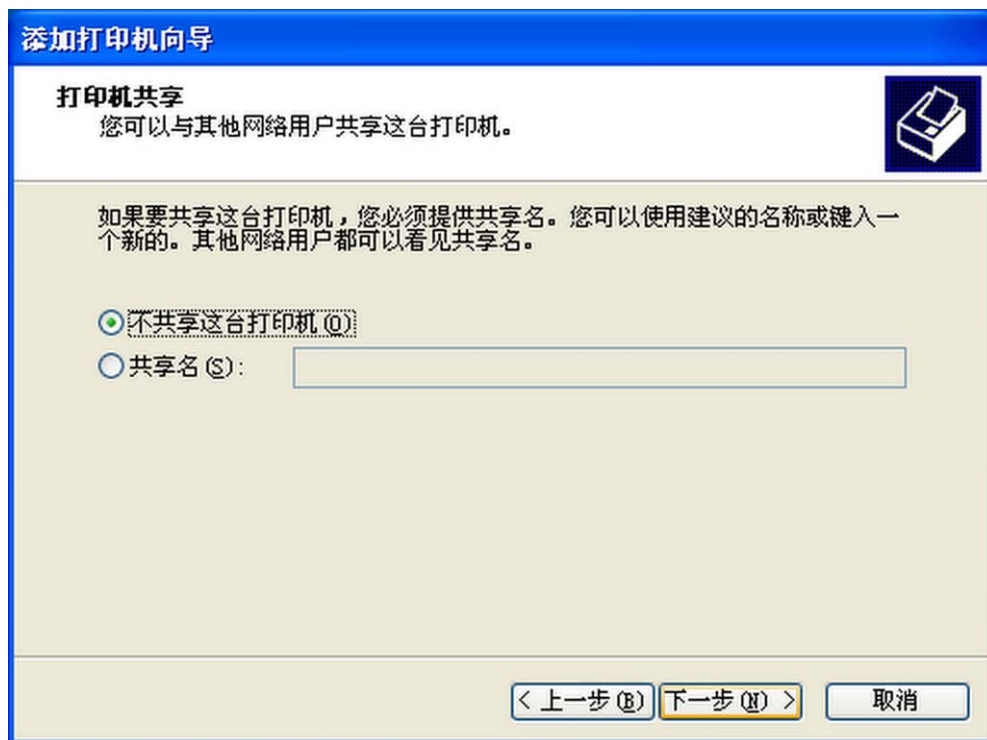 添加打印机向导
打印机共享
您可以与其他网络用户共享这台打印机。
如果要共享这台打印机，您必须提供共享名。您可以使用建议的名称或键入一
个新的。其他网络用户都可以看见共享名。
不共享这台打印机(O)
共享名(S):
< 上一步(B) 下一步(N) > 取消